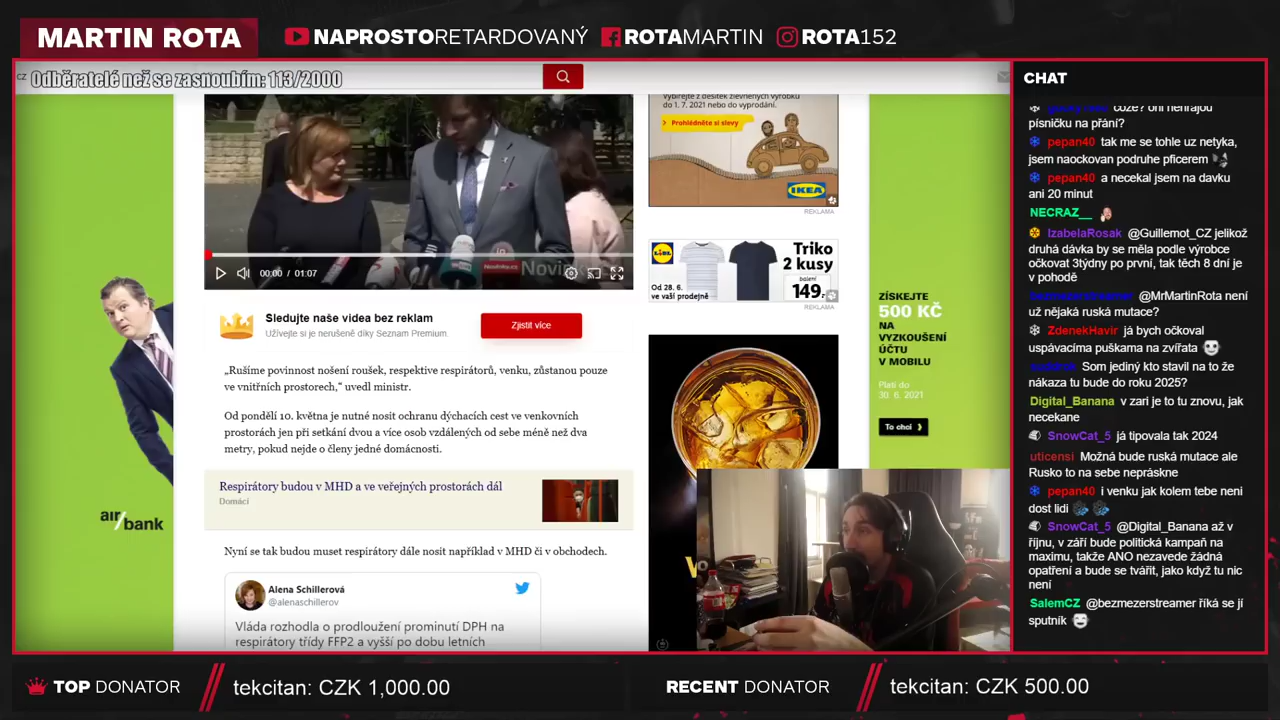 MARTIN ROTA
NAPROSTORETARDOVANÝ
ROTAMARTIN
ROTA152
CZ
Odběratelé než se zasnoubím: 113/2000
00:00 / 01:07
Novinky.cz
Sledujte naše videa bez reklam
Užívejte si je nerušeně díky Seznam Premium.
Zjistit více
„Rušíme povinnost nošení roušek, respektive respirátorů, venku, zůstanou pouze
ve vnitřních prostorech,“ uvedl ministr.
Od pondělí 10. května je nutné nosit ochranu dýchacích cest ve venkovních
prostorách jen při setkání dvou a více osob vzdálených od sebe méně než dva
metry, pokud nejde o členy jedné domácnosti.
Respirátory budou v MHD a ve veřejných prostorách dál
Domácí
Nyní se tak budou muset respirátory dále nosit například v MHD či v obchodech.
Alena Schillerová
@alenaschillerov
Vláda rozhodla o prodloužení prominutí DPH na
respirátory třídy FFP2 a vyšší po dobu letních
air bank
vybírejte z desítek zlevněných výrobků
do 1. 7. 2021 nebo do vyprodání.
Prohlédněte si slevy
IKEA
REKLAMA
LIDL
Triko
2 kusy
balení
149.-
Od 28. 6.
ve vaší prodejně
REKLAMA
ZÍSKEJTE
500 KČ
NA
VYZKOUŠENÍ
ÚČTU
V MOBILU
Platí do
30. 6. 2021
To chci
CHAT
coze? oni nehrajou
písničku na přání?
pepan40 tak me se tohle uz netyka,
jsem naockovan podruhe pficerem
pepan40 a necekal jsem na davku
ani 20 minut
NECRAZ__
IzabelaRosak @Guillemot_CZ jelikož
druhá dávka by se měla podle výrobce
očkovat 3týdny po první, tak těch 8 dní je
v pohodě
bezmezerstreamer @MrMartinRota není
už nějaká ruská mutace?
ZdenekHavir já bych očkoval
uspávacíma puškama na zvířata
Som jediný kto stavil na to že
nákaza tu bude do roku 2025?
Digital_Banana v zari je to tu znovu, jak
necekane
SnowCat_5 já tipovala tak 2024
uticensi Možná bude ruská mutace ale
Rusko to na sebe nepráskne
pepan40 i venku jak kolem tebe neni
dost lidi
SnowCat_5 @Digital_Banana až v
říjnu, v září bude politická kampaň na
maximu, takže ANO nezavede žádná
opatření a bude se tvářit, jako když tu nic
není
SalemCZ @bezmezerstreamer říká se jí
sputník
TOP DONATOR
tekcitan: CZK 1,000.00
RECENT DONATOR
tekcitan: CZK 500.00